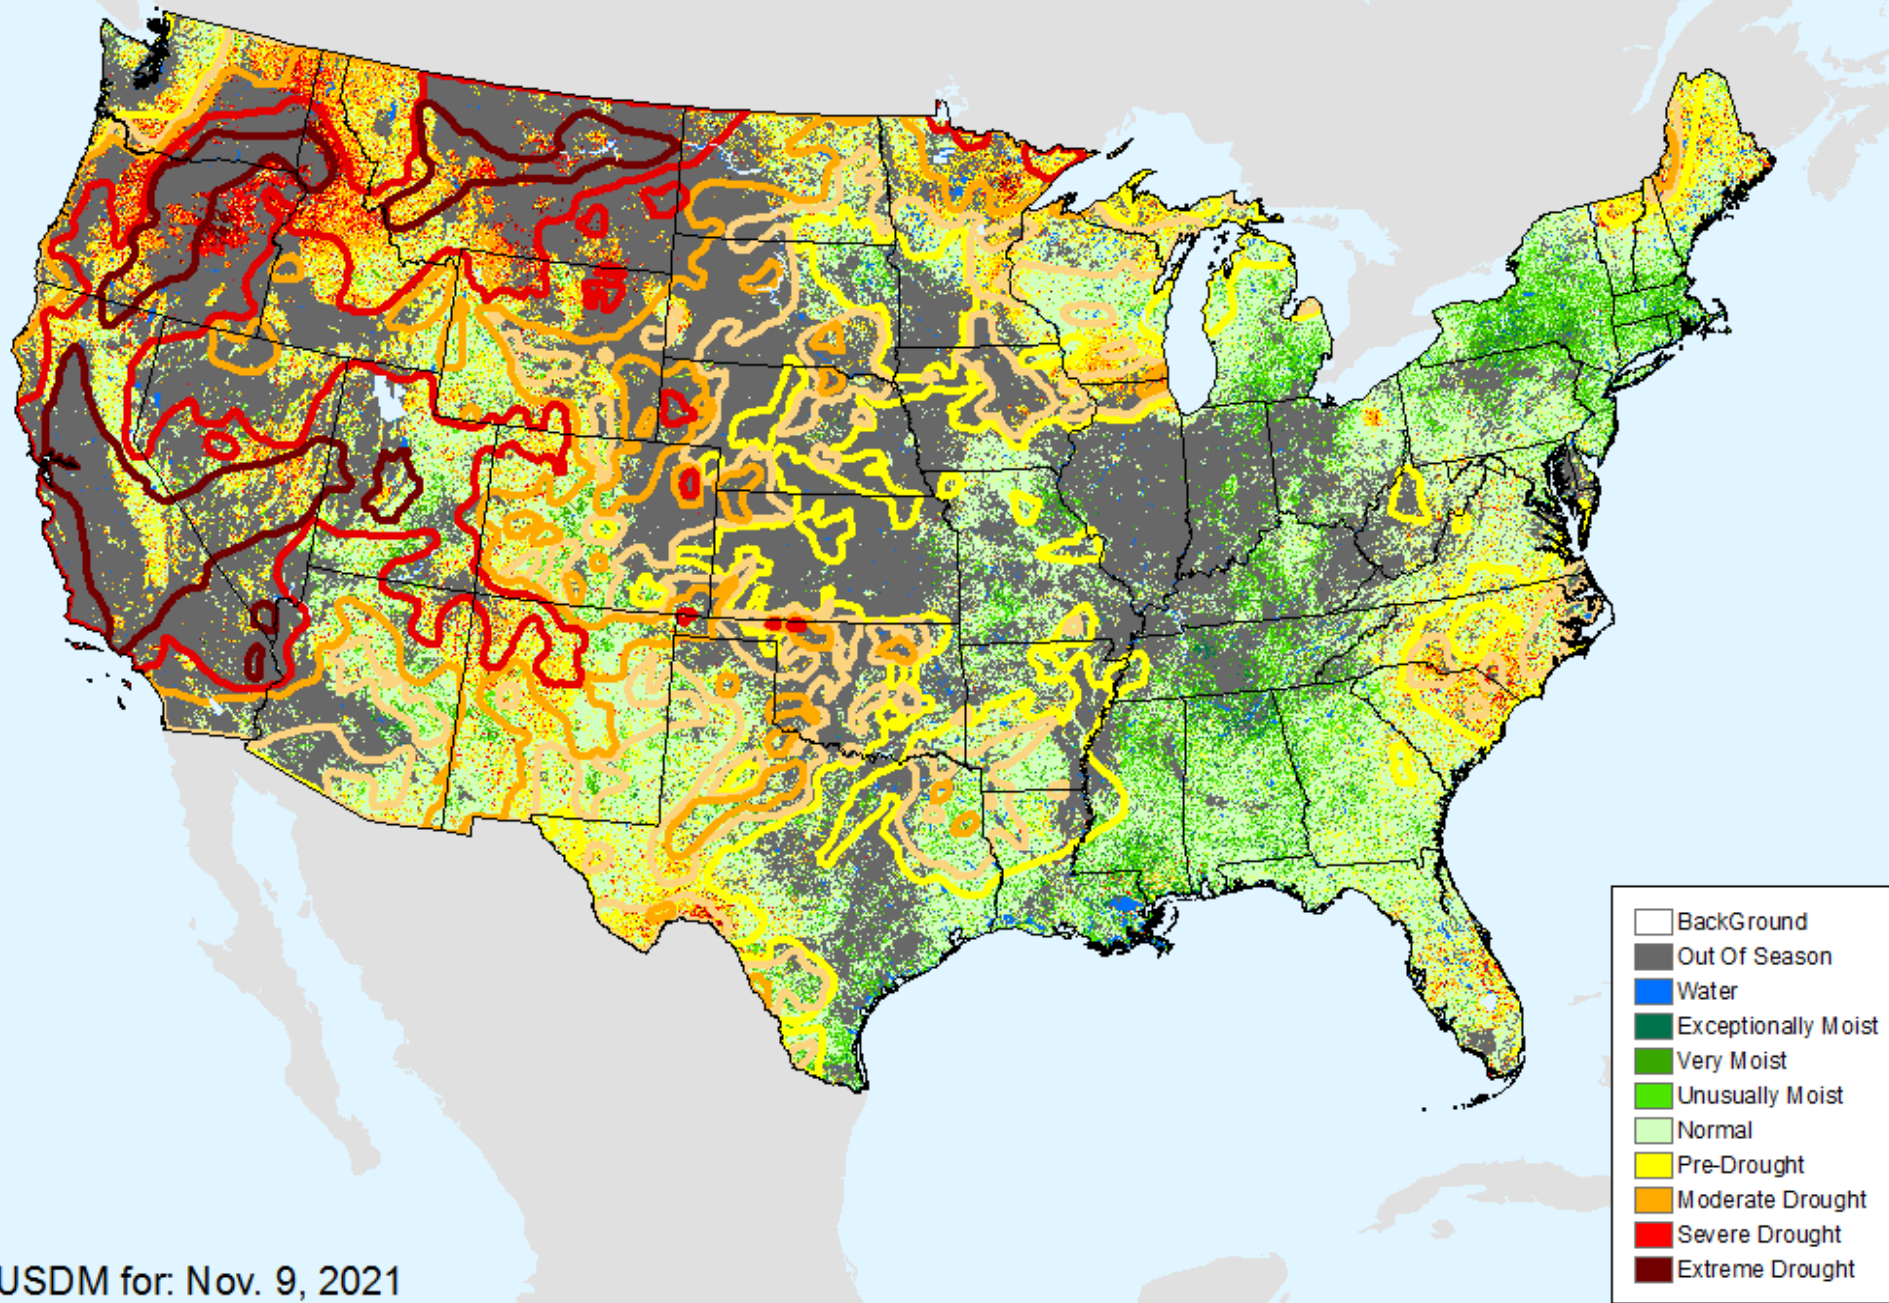 BackGround
Out Of Season
Water
Exceptionally Moist
Very Moist
Unusually Moist
Normal
Pre-Drought
Moderate Drought
Severe Drought
Extreme Drought
USDM for: Nov. 9, 2021